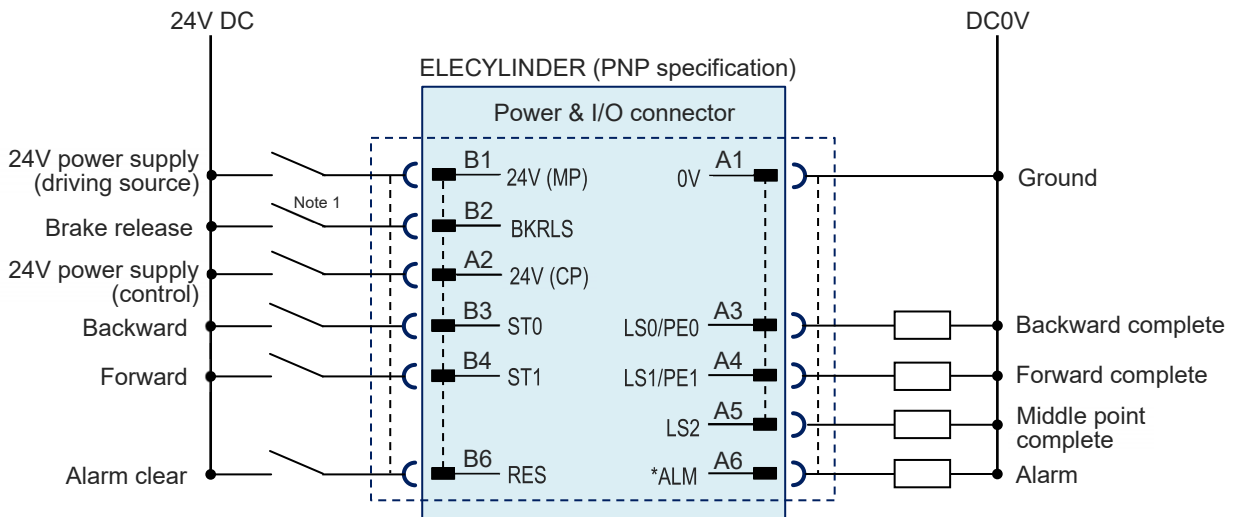 24V DC
DC0V
ELECYLINDER (PNP specification)
Power & I/O connector
24V power supply
(driving source)
B1
24V (MP)
A1
0V
Ground
Note 1
Brake release
B2
BKRLS
24V power supply
(control)
A2
24V (CP)
Backward
B3
ST0
LS0/PE0
A3
Backward complete
Forward
B4
ST1
LS1/PE1
A4
Forward complete
LS2
A5
Middle point
complete
Alarm clear
B6
RES
*ALM
A6
Alarm